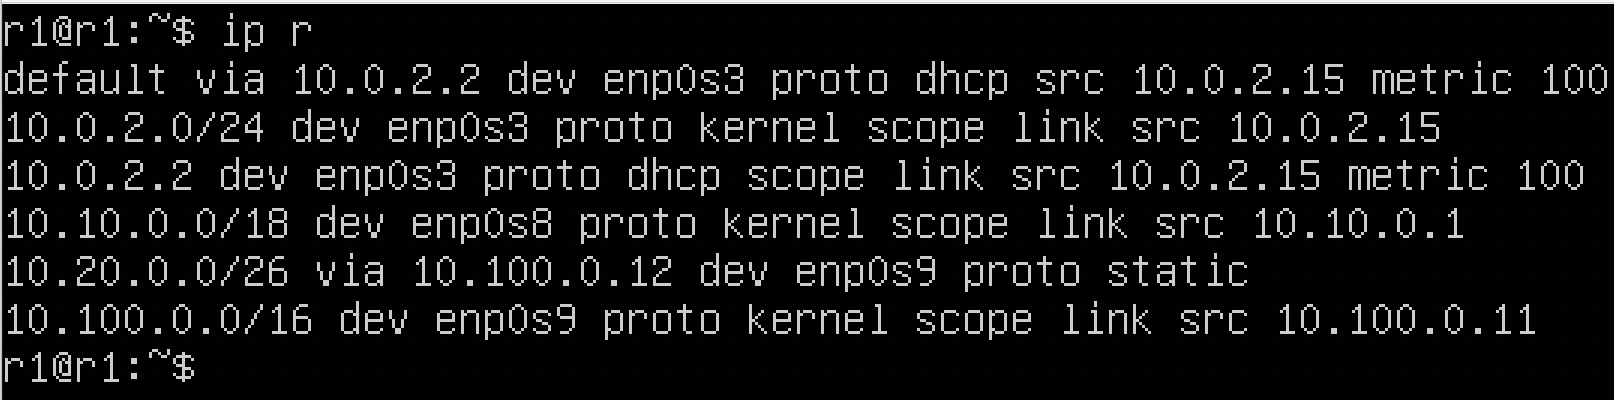 r1@r1:~$ ip r
default via 10.0.2.2 dev enp0s3 proto dhcp src 10.0.2.15 metric 100
10.0.2.0/24 dev enp0s3 proto kernel scope link src 10.0.2.15
10.0.2.2 dev enp0s3 proto dhcp scope link src 10.0.2.15 metric 100
10.10.0.0/18 dev enp0s8 proto kernel scope link src 10.10.0.1
10.20.0.0/26 via 10.100.0.12 dev enp0s9 proto static
10.100.0.0/16 dev enp0s9 proto kernel scope link src 10.100.0.11
r1@r1:~$